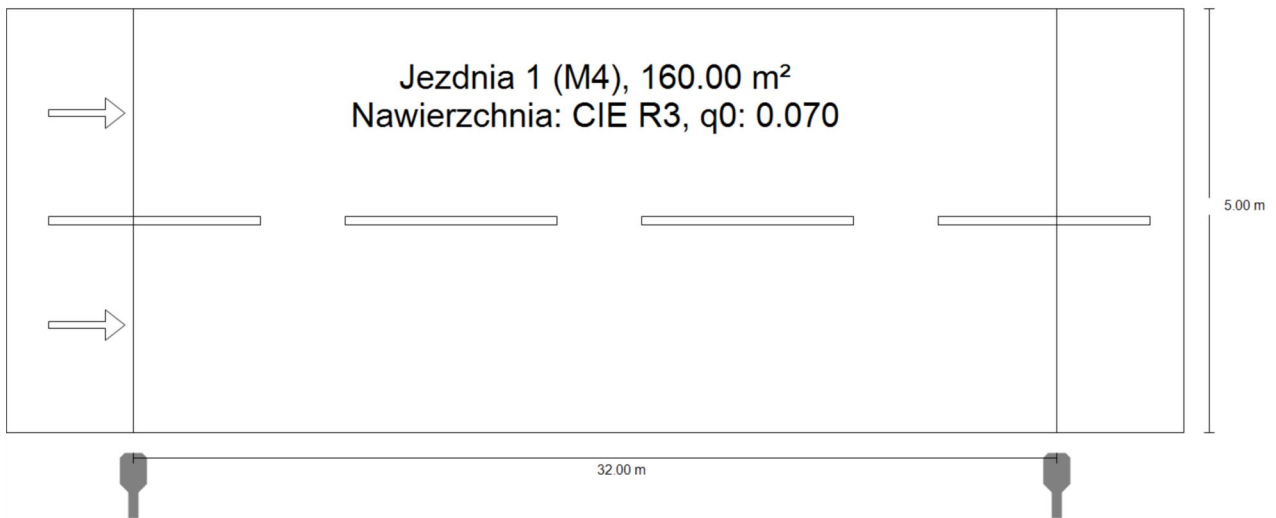 Jezdnia 1 (M4), 160.00 m²
Nawierzchnia: CIE R3, q0: 0.070
5.00 m
32.00 m